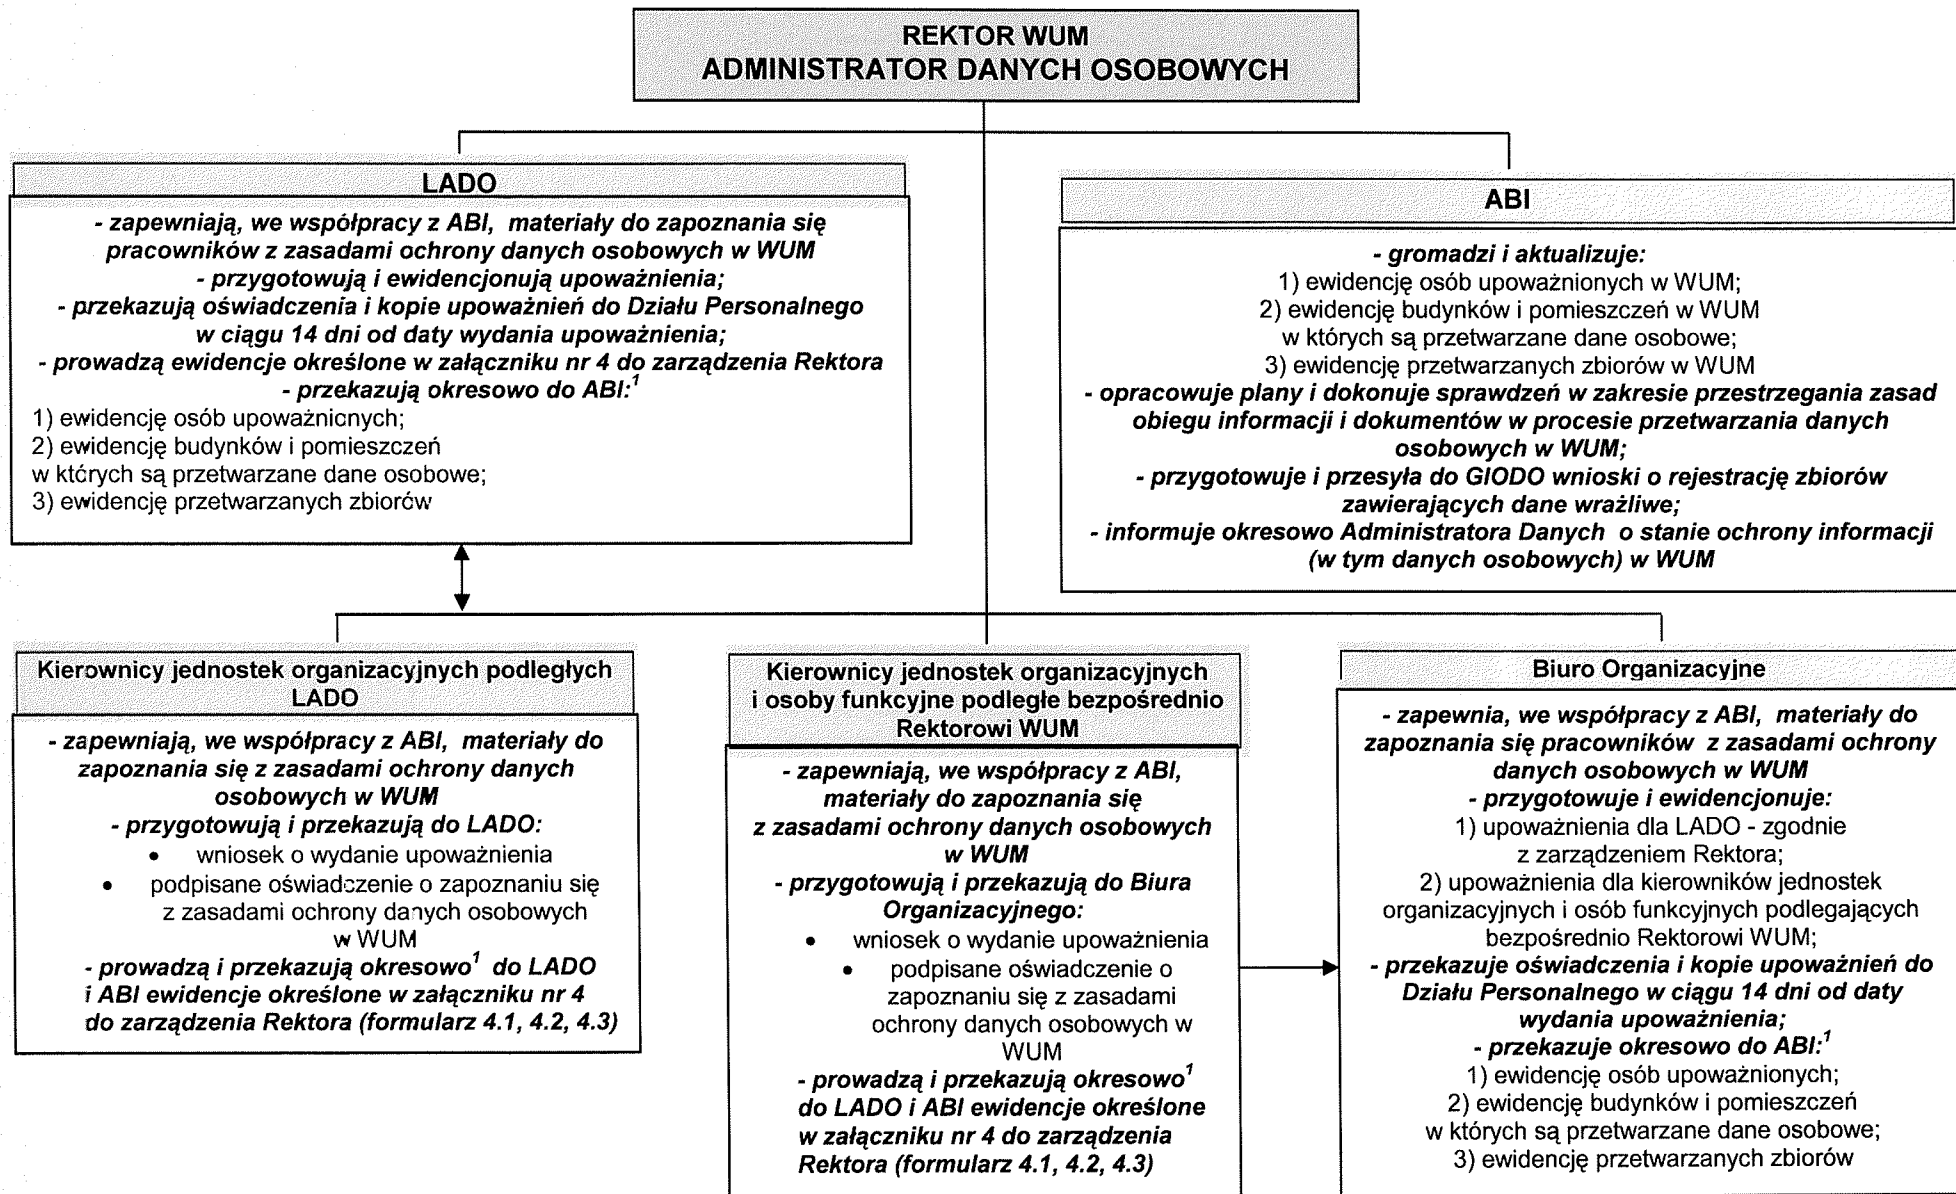 REKTOR WUM
ADMINISTRATOR DANYCH OSOBOWYCH
LADO
- zapewniają, we współpracy z ABI, materiały do zapoznania się
pracowników z zasadami ochrony danych osobowych w WUM
- przygotowują i ewidencjonują upoważnienia;
- przekazują oświadczenia i kopie upoważnień do Działu Personalnego
w ciągu 14 dni od daty wydania upoważnienia;
- prowadzą ewidencje określone w załączniku nr 4 do zarządzenia Rektora
- przekazują okresowo do ABI:¹
1) ewidencję osób upoważnionych;
2) ewidencję budynków i pomieszczeń
w których są przetwarzane dane osobowe;
3) ewidencję przetwarzanych zbiorów
ABI
- gromadzi i aktualizuje:
1) ewidencję osób upoważnionych w WUM;
2) ewidencję budynków i pomieszczeń w WUM
w których są przetwarzane dane osobowe;
3) ewidencję przetwarzanych zbiorów w WUM
- opracowuje plany i dokonuje sprawdzeń w zakresie przestrzegania zasad
obiegu informacji i dokumentów w procesie przetwarzania danych
osobowych w WUM;
- przygotowuje i przesyła do GIODO wnioski o rejestrację zbiorów
zawierających dane wrażliwe;
- informuje okresowo Administratora Danych o stanie ochrony informacji
(w tym danych osobowych) w WUM
Kierownicy jednostek organizacyjnych podległych
LADO
- zapewniają, we współpracy z ABI, materiały do
zapoznania się z zasadami ochrony danych
osobowych w WUM
- przygotowują i przekazują do LADO:
• wniosek o wydanie upoważnienia
• podpisane oświadczenie o zapoznaniu się
z zasadami ochrony danych osobowych
w WUM
- prowadzą i przekazują okresowo¹ do LADO
i ABI ewidencje określone w załączniku nr 4
do zarządzenia Rektora (formularz 4.1, 4.2, 4.3)
Kierownicy jednostek organizacyjnych
i osoby funkcyjne podległe bezpośrednio
Rektorowi WUM
- zapewniają, we współpracy z ABI,
materiały do zapoznania się
z zasadami ochrony danych osobowych
w WUM
- przygotowują i przekazują do Biura
Organizacyjnego:
• wniosek o wydanie upoważnienia
• podpisane oświadczenie o
zapoznaniu się z zasadami
ochrony danych osobowych w
WUM
- prowadzą i przekazują okresowo¹
do LADO i ABI ewidencje określone
w załączniku nr 4 do zarządzenia
Rektora (formularz 4.1, 4.2, 4.3)
Biuro Organizacyjne
- zapewnia, we współpracy z ABI, materiały do
zapoznania się pracowników z zasadami ochrony
danych osobowych w WUM
- przygotowuje i ewidencjonuje:
1) upoważnienia dla LADO - zgodnie
z zarządzeniem Rektora;
2) upoważnienia dla kierowników jednostek
organizacyjnych i osób funkcyjnych podlegających
bezpośrednio Rektorowi WUM;
- przekazuje oświadczenia i kopie upoważnień do
Działu Personalnego w ciągu 14 dni od daty
wydania upoważnienia;
- przekazuje okresowo do ABI:¹
1) ewidencję osób upoważnionych;
2) ewidencję budynków i pomieszczeń
w których są przetwarzane dane osobowe;
3) ewidencję przetwarzanych zbiorów